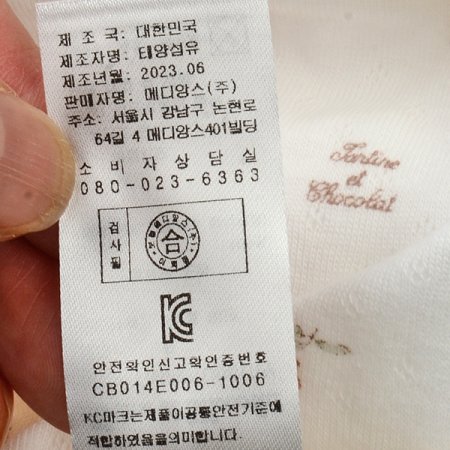 제 조 국: 대한민국
제조자명: 태양섬유
제조년월: 2023.06
판매자명: 메디앙스(주)
주소: 서울시 강남구 논현로
64길 4 메디앙스401빌딩
소 비 자 상 담 실
080-023-6363
검사필
合
KC
안전확인신고확인증번호
CB014E006-1006
KC마크는제품이공통안전기준에
적합하였음을의미합니다.
Tartine
et
Chocolat